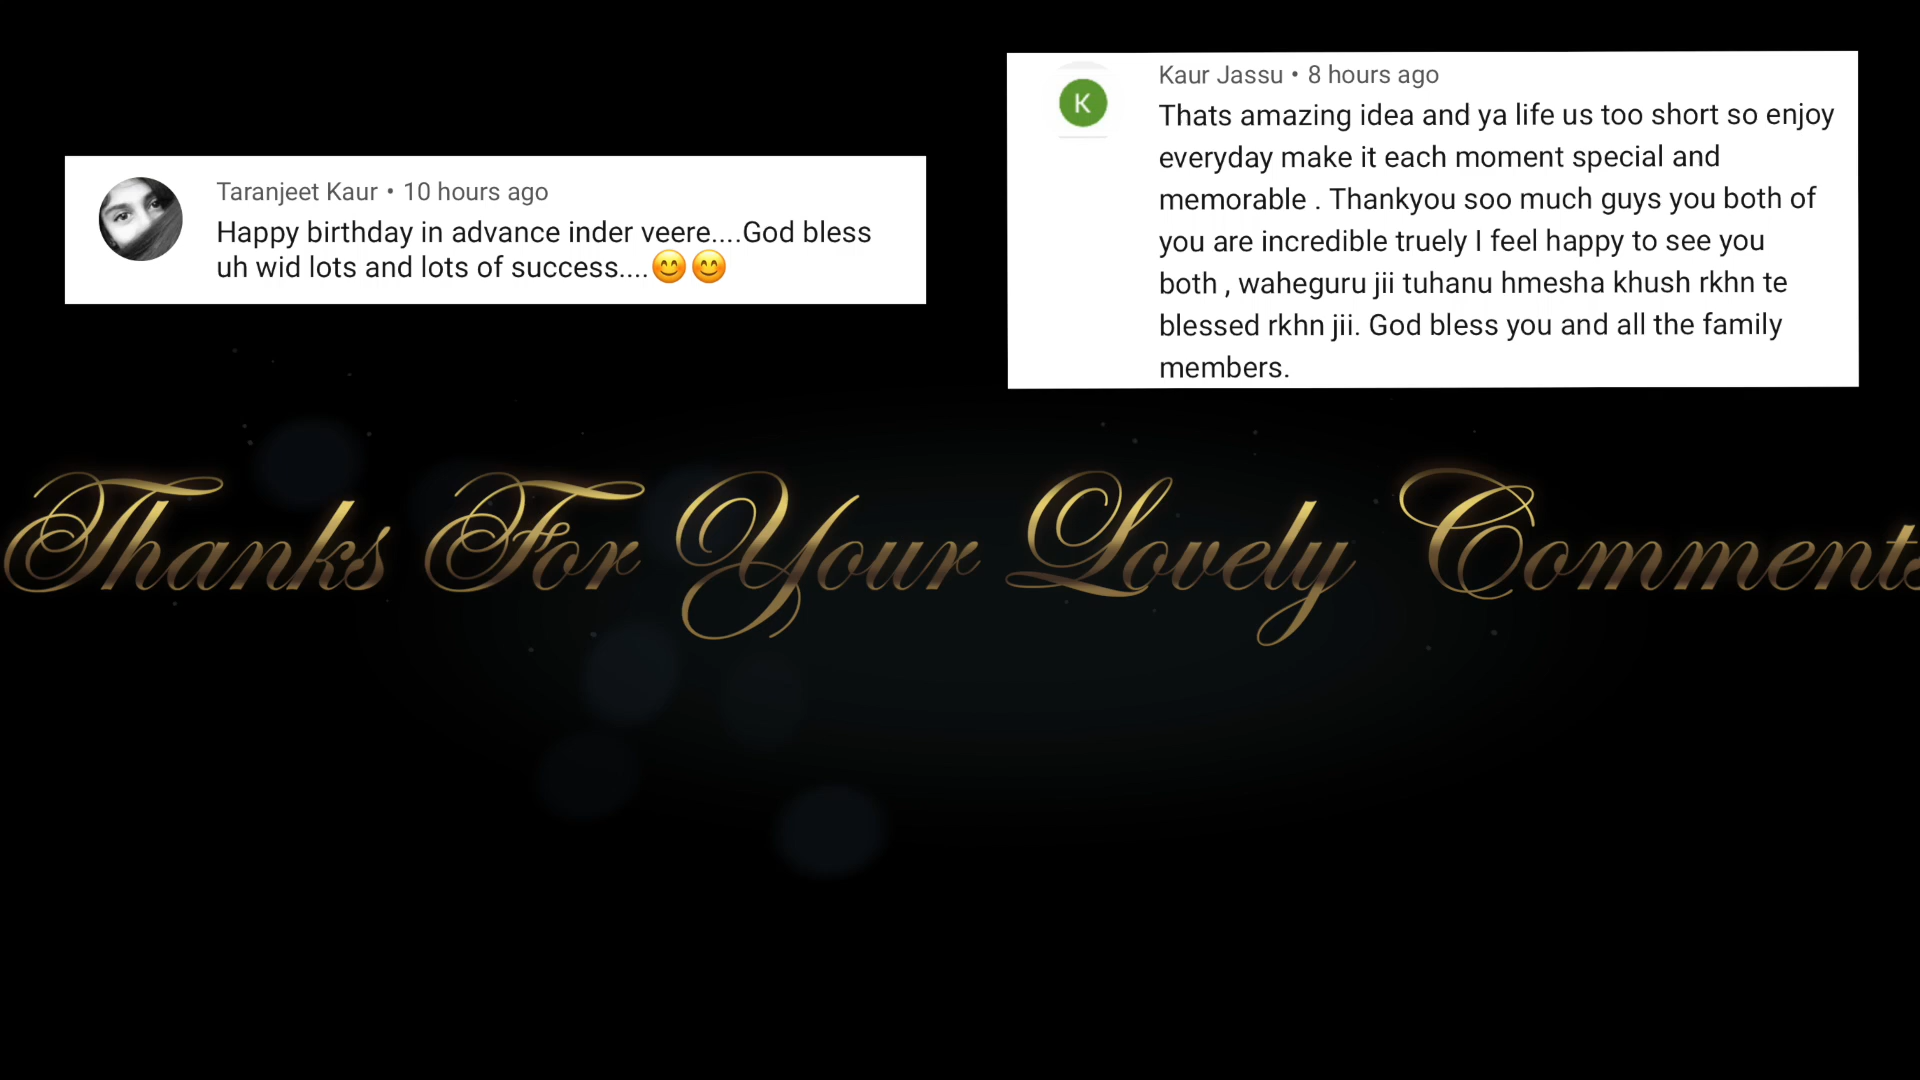 Taranjeet Kaur • 10 hours ago
Happy birthday in advance inder veere....God bless
uh wid lots and lots of success....😊😊
K
Kaur Jassu • 8 hours ago
Thats amazing idea and ya life us too short so enjoy
everyday make it each moment special and
memorable . Thankyou soo much guys you both of
you are incredible truely I feel happy to see you
both , waheguru jii tuhanu hmesha khush rkhn te
blessed rkhn jii. God bless you and all the family
members.
Thanks For Your Lovely Comments